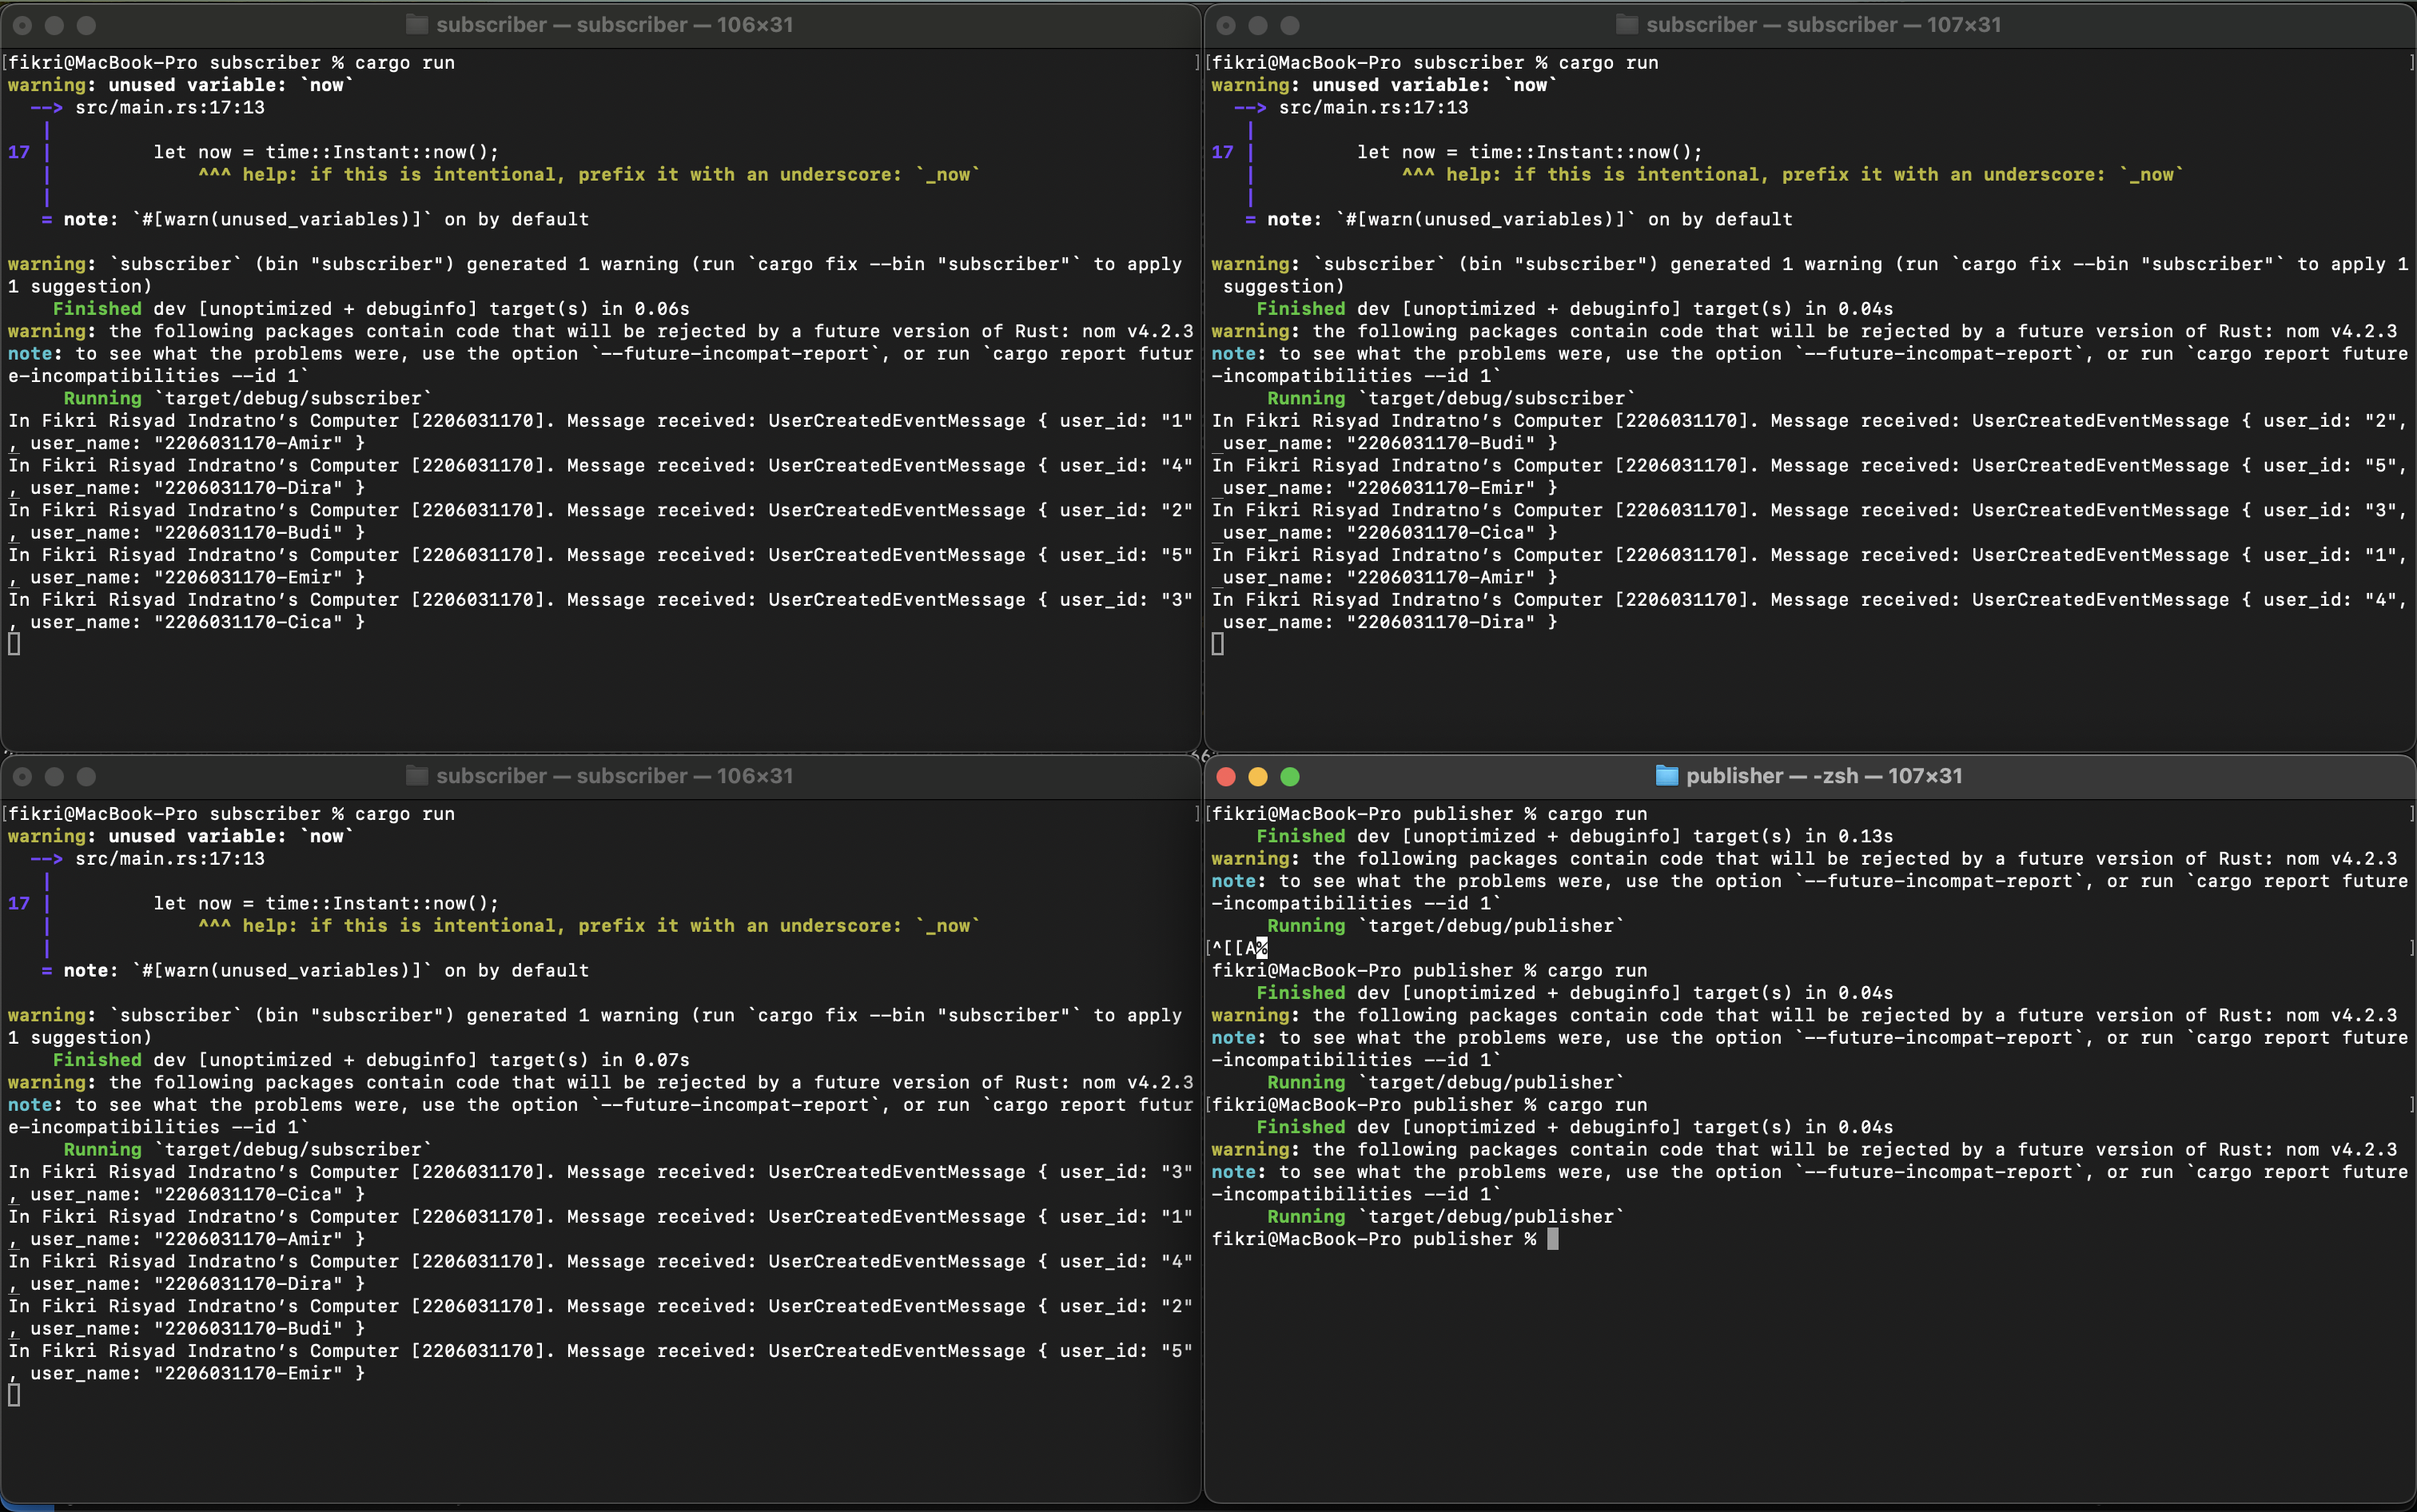 subscriber — subscriber — 106×31
[fikri@MacBook-Pro subscriber % cargo run ]
warning: unused variable: `now`
--> src/main.rs:17:13
|
17 | let now = time::Instant::now();
| ^^^ help: if this is intentional, prefix it with an underscore: `_now`
|
= note: `#[warn(unused_variables)]` on by default
warning: `subscriber` (bin "subscriber") generated 1 warning (run `cargo fix --bin "subscriber"` to apply
1 suggestion)
Finished dev [unoptimized + debuginfo] target(s) in 0.06s
warning: the following packages contain code that will be rejected by a future version of Rust: nom v4.2.3
note: to see what the problems were, use the option `--future-incompat-report`, or run `cargo report futur
e-incompatibilities --id 1`
Running `target/debug/subscriber`
In Fikri Risyad Indratno’s Computer [2206031170]. Message received: UserCreatedEventMessage { user_id: "1"
, user_name: "2206031170-Amir" }
In Fikri Risyad Indratno’s Computer [2206031170]. Message received: UserCreatedEventMessage { user_id: "4"
, user_name: "2206031170-Dira" }
In Fikri Risyad Indratno’s Computer [2206031170]. Message received: UserCreatedEventMessage { user_id: "2"
, user_name: "2206031170-Budi" }
In Fikri Risyad Indratno’s Computer [2206031170]. Message received: UserCreatedEventMessage { user_id: "5"
, user_name: "2206031170-Emir" }
In Fikri Risyad Indratno’s Computer [2206031170]. Message received: UserCreatedEventMessage { user_id: "3"
, user_name: "2206031170-Cica" }
subscriber — subscriber — 107×31
[fikri@MacBook-Pro subscriber % cargo run ]
warning: unused variable: `now`
--> src/main.rs:17:13
|
17 | let now = time::Instant::now();
| ^^^ help: if this is intentional, prefix it with an underscore: `_now`
|
= note: `#[warn(unused_variables)]` on by default
warning: `subscriber` (bin "subscriber") generated 1 warning (run `cargo fix --bin "subscriber"` to apply 1
suggestion)
Finished dev [unoptimized + debuginfo] target(s) in 0.04s
warning: the following packages contain code that will be rejected by a future version of Rust: nom v4.2.3
note: to see what the problems were, use the option `--future-incompat-report`, or run `cargo report future
-incompatibilities --id 1`
Running `target/debug/subscriber`
In Fikri Risyad Indratno’s Computer [2206031170]. Message received: UserCreatedEventMessage { user_id: "2",
user_name: "2206031170-Budi" }
In Fikri Risyad Indratno’s Computer [2206031170]. Message received: UserCreatedEventMessage { user_id: "5",
user_name: "2206031170-Emir" }
In Fikri Risyad Indratno’s Computer [2206031170]. Message received: UserCreatedEventMessage { user_id: "3",
user_name: "2206031170-Cica" }
In Fikri Risyad Indratno’s Computer [2206031170]. Message received: UserCreatedEventMessage { user_id: "1",
user_name: "2206031170-Amir" }
In Fikri Risyad Indratno’s Computer [2206031170]. Message received: UserCreatedEventMessage { user_id: "4",
user_name: "2206031170-Dira" }
subscriber — subscriber — 106×31
[fikri@MacBook-Pro subscriber % cargo run ]
warning: unused variable: `now`
--> src/main.rs:17:13
|
17 | let now = time::Instant::now();
| ^^^ help: if this is intentional, prefix it with an underscore: `_now`
|
= note: `#[warn(unused_variables)]` on by default
warning: `subscriber` (bin "subscriber") generated 1 warning (run `cargo fix --bin "subscriber"` to apply
1 suggestion)
Finished dev [unoptimized + debuginfo] target(s) in 0.07s
warning: the following packages contain code that will be rejected by a future version of Rust: nom v4.2.3
note: to see what the problems were, use the option `--future-incompat-report`, or run `cargo report futur
e-incompatibilities --id 1`
Running `target/debug/subscriber`
In Fikri Risyad Indratno’s Computer [2206031170]. Message received: UserCreatedEventMessage { user_id: "3"
, user_name: "2206031170-Cica" }
In Fikri Risyad Indratno’s Computer [2206031170]. Message received: UserCreatedEventMessage { user_id: "1"
, user_name: "2206031170-Amir" }
In Fikri Risyad Indratno’s Computer [2206031170]. Message received: UserCreatedEventMessage { user_id: "4"
, user_name: "2206031170-Dira" }
In Fikri Risyad Indratno’s Computer [2206031170]. Message received: UserCreatedEventMessage { user_id: "2"
, user_name: "2206031170-Budi" }
In Fikri Risyad Indratno’s Computer [2206031170]. Message received: UserCreatedEventMessage { user_id: "5"
, user_name: "2206031170-Emir" }
publisher — -zsh — 107×31
[fikri@MacBook-Pro publisher % cargo run ]
Finished dev [unoptimized + debuginfo] target(s) in 0.13s
warning: the following packages contain code that will be rejected by a future version of Rust: nom v4.2.3
note: to see what the problems were, use the option `--future-incompat-report`, or run `cargo report future
-incompatibilities --id 1`
Running `target/debug/publisher`
[^[[A% ]
fikri@MacBook-Pro publisher % cargo run
Finished dev [unoptimized + debuginfo] target(s) in 0.04s
warning: the following packages contain code that will be rejected by a future version of Rust: nom v4.2.3
note: to see what the problems were, use the option `--future-incompat-report`, or run `cargo report future
-incompatibilities --id 1`
Running `target/debug/publisher`
[fikri@MacBook-Pro publisher % cargo run ]
Finished dev [unoptimized + debuginfo] target(s) in 0.04s
warning: the following packages contain code that will be rejected by a future version of Rust: nom v4.2.3
note: to see what the problems were, use the option `--future-incompat-report`, or run `cargo report future
-incompatibilities --id 1`
Running `target/debug/publisher`
fikri@MacBook-Pro publisher %